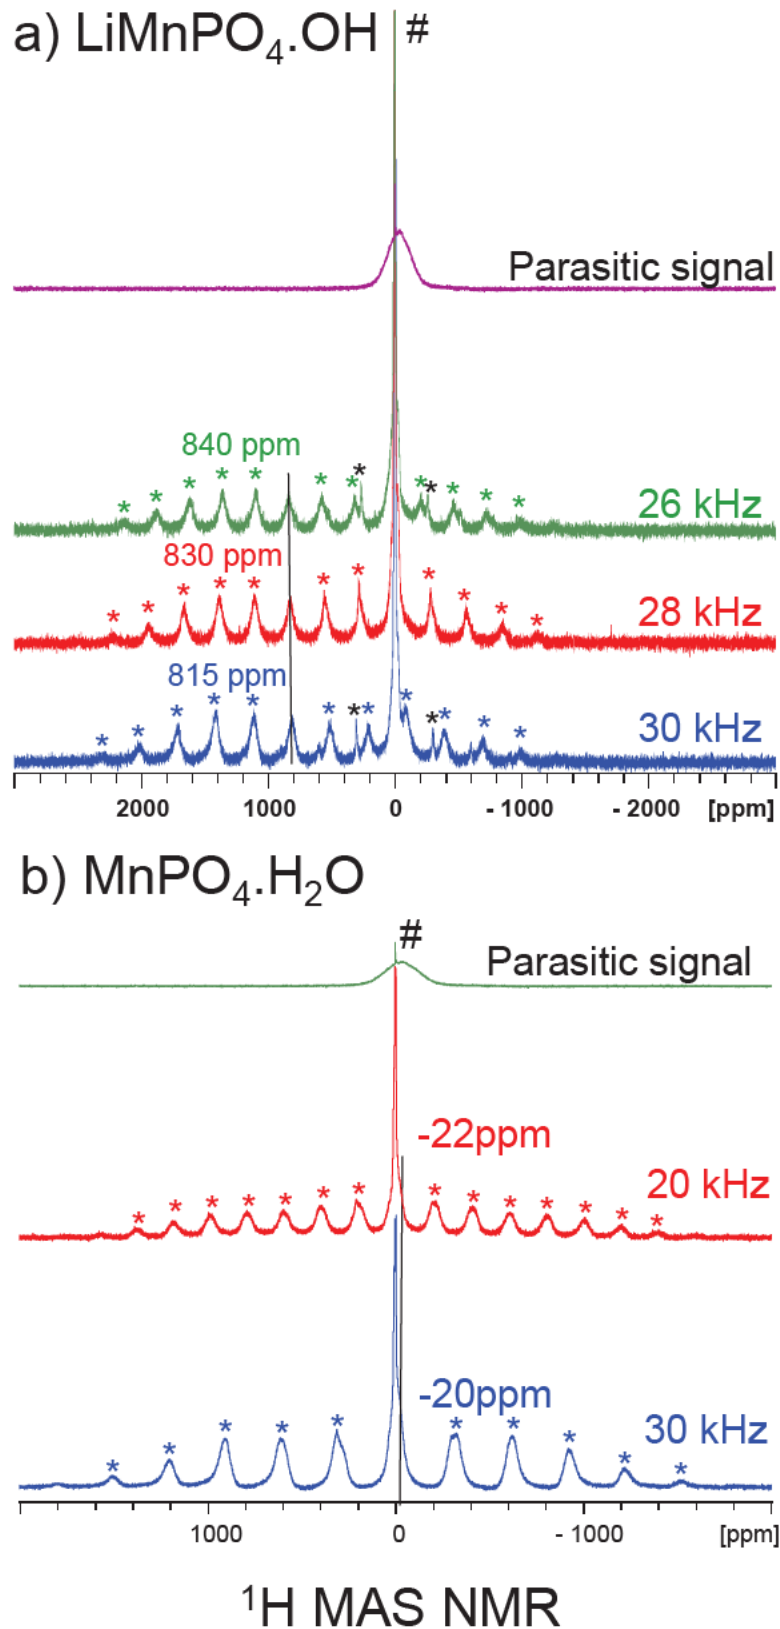 a) LiMnPO₄.OH #
Parasitic signal
840 ppm
* * * * * * * * * * * * *
26 kHz
830 ppm
* * * * * * * * * * * *
28 kHz
815 ppm
* * * * * * * * * * * * *
30 kHz
2000 1000 0 - 1000 - 2000 [ppm]
b) MnPO₄.H₂O
#
Parasitic signal
-22ppm
20 kHz
* * * * * * * * * * * * * *
-20ppm
30 kHz
* * * * * * * * * *
1000 0 - 1000 [ppm]
¹H MAS NMR